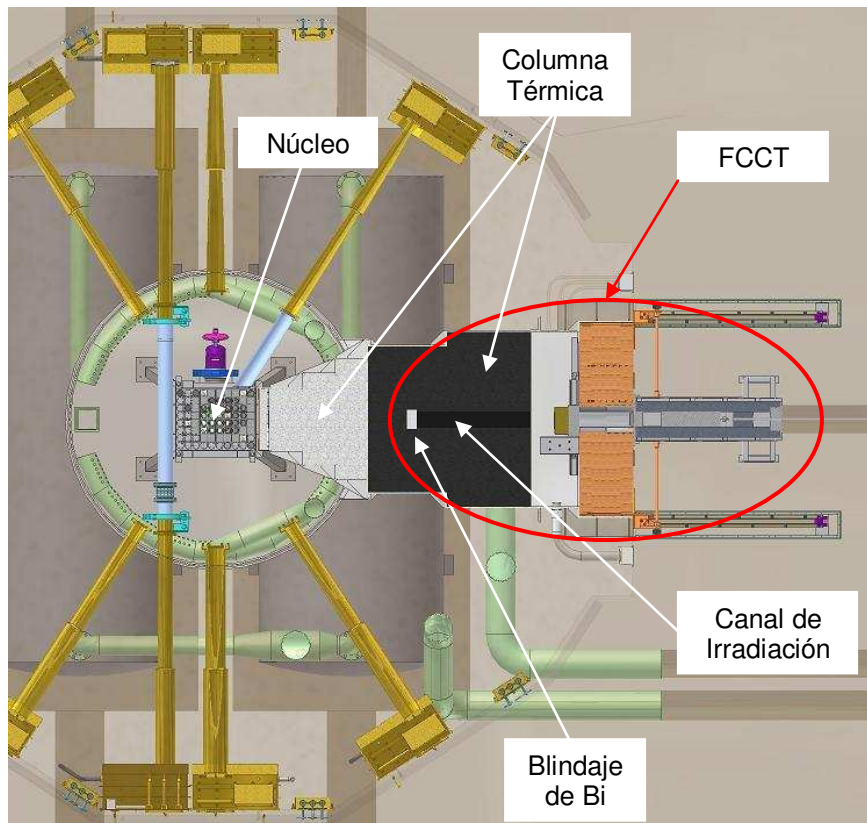 Columna
Térmica
Núcleo
FCCT
Canal de
Irradiación
Blindaje
de Bi